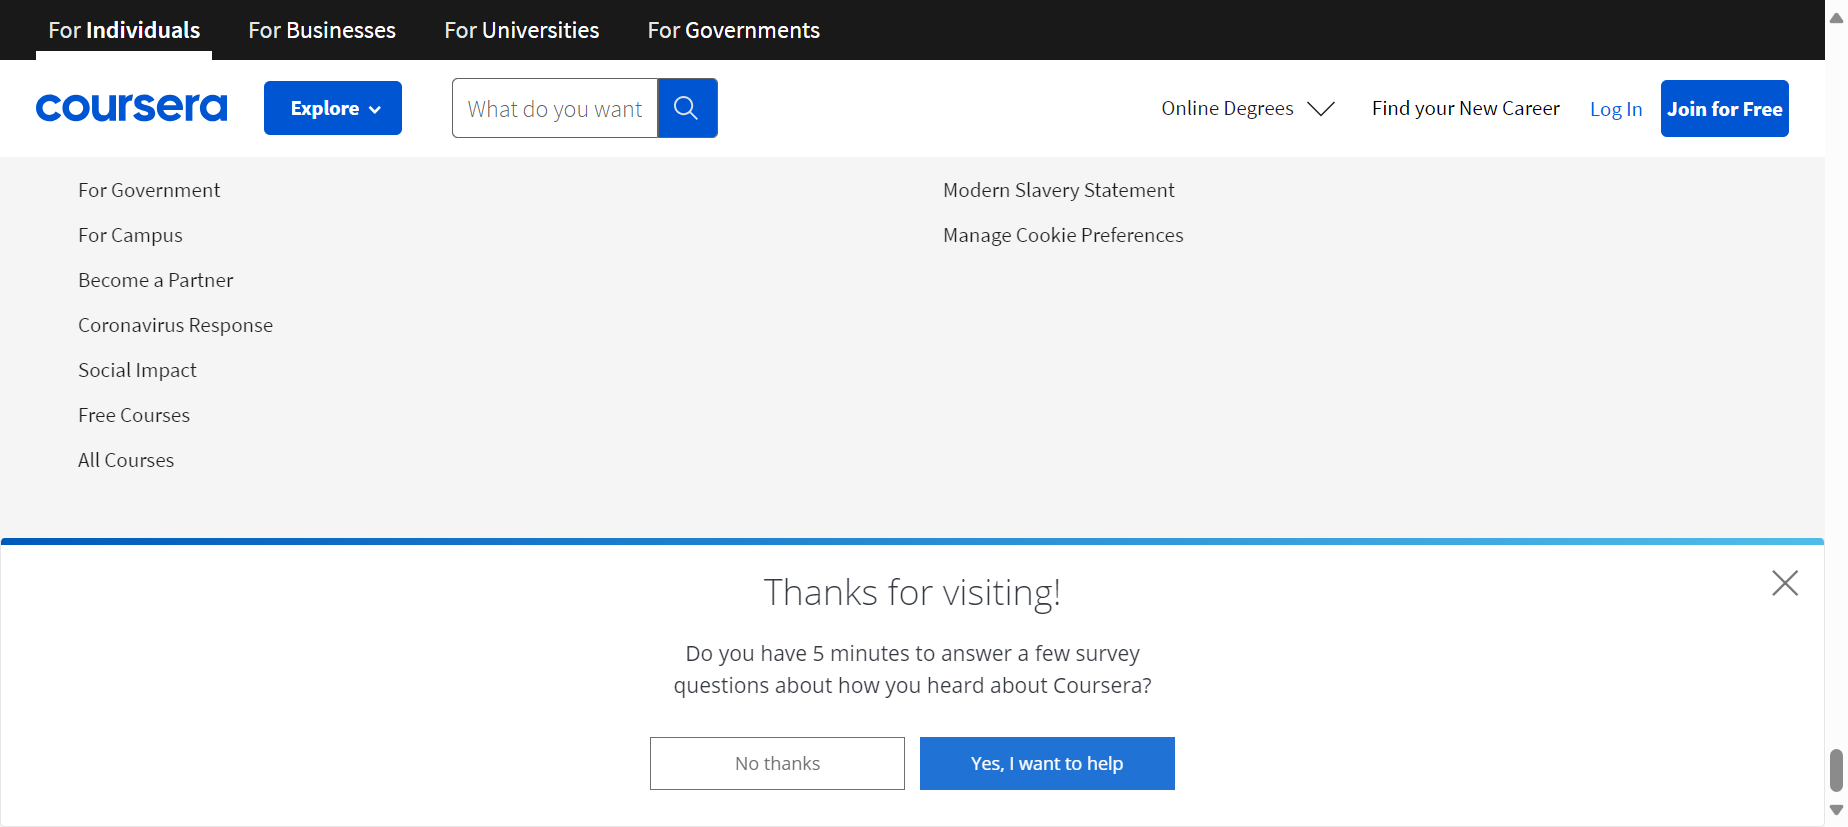 For Individuals
For Businesses
For Universities
For Governments
coursera
Explore
What do you want
Online Degrees
Find your New Career
Log In
Join for Free
For Government
For Campus
Become a Partner
Coronavirus Response
Social Impact
Free Courses
All Courses
Modern Slavery Statement
Manage Cookie Preferences
Thanks for visiting!
Do you have 5 minutes to answer a few survey
questions about how you heard about Coursera?
No thanks
Yes, I want to help